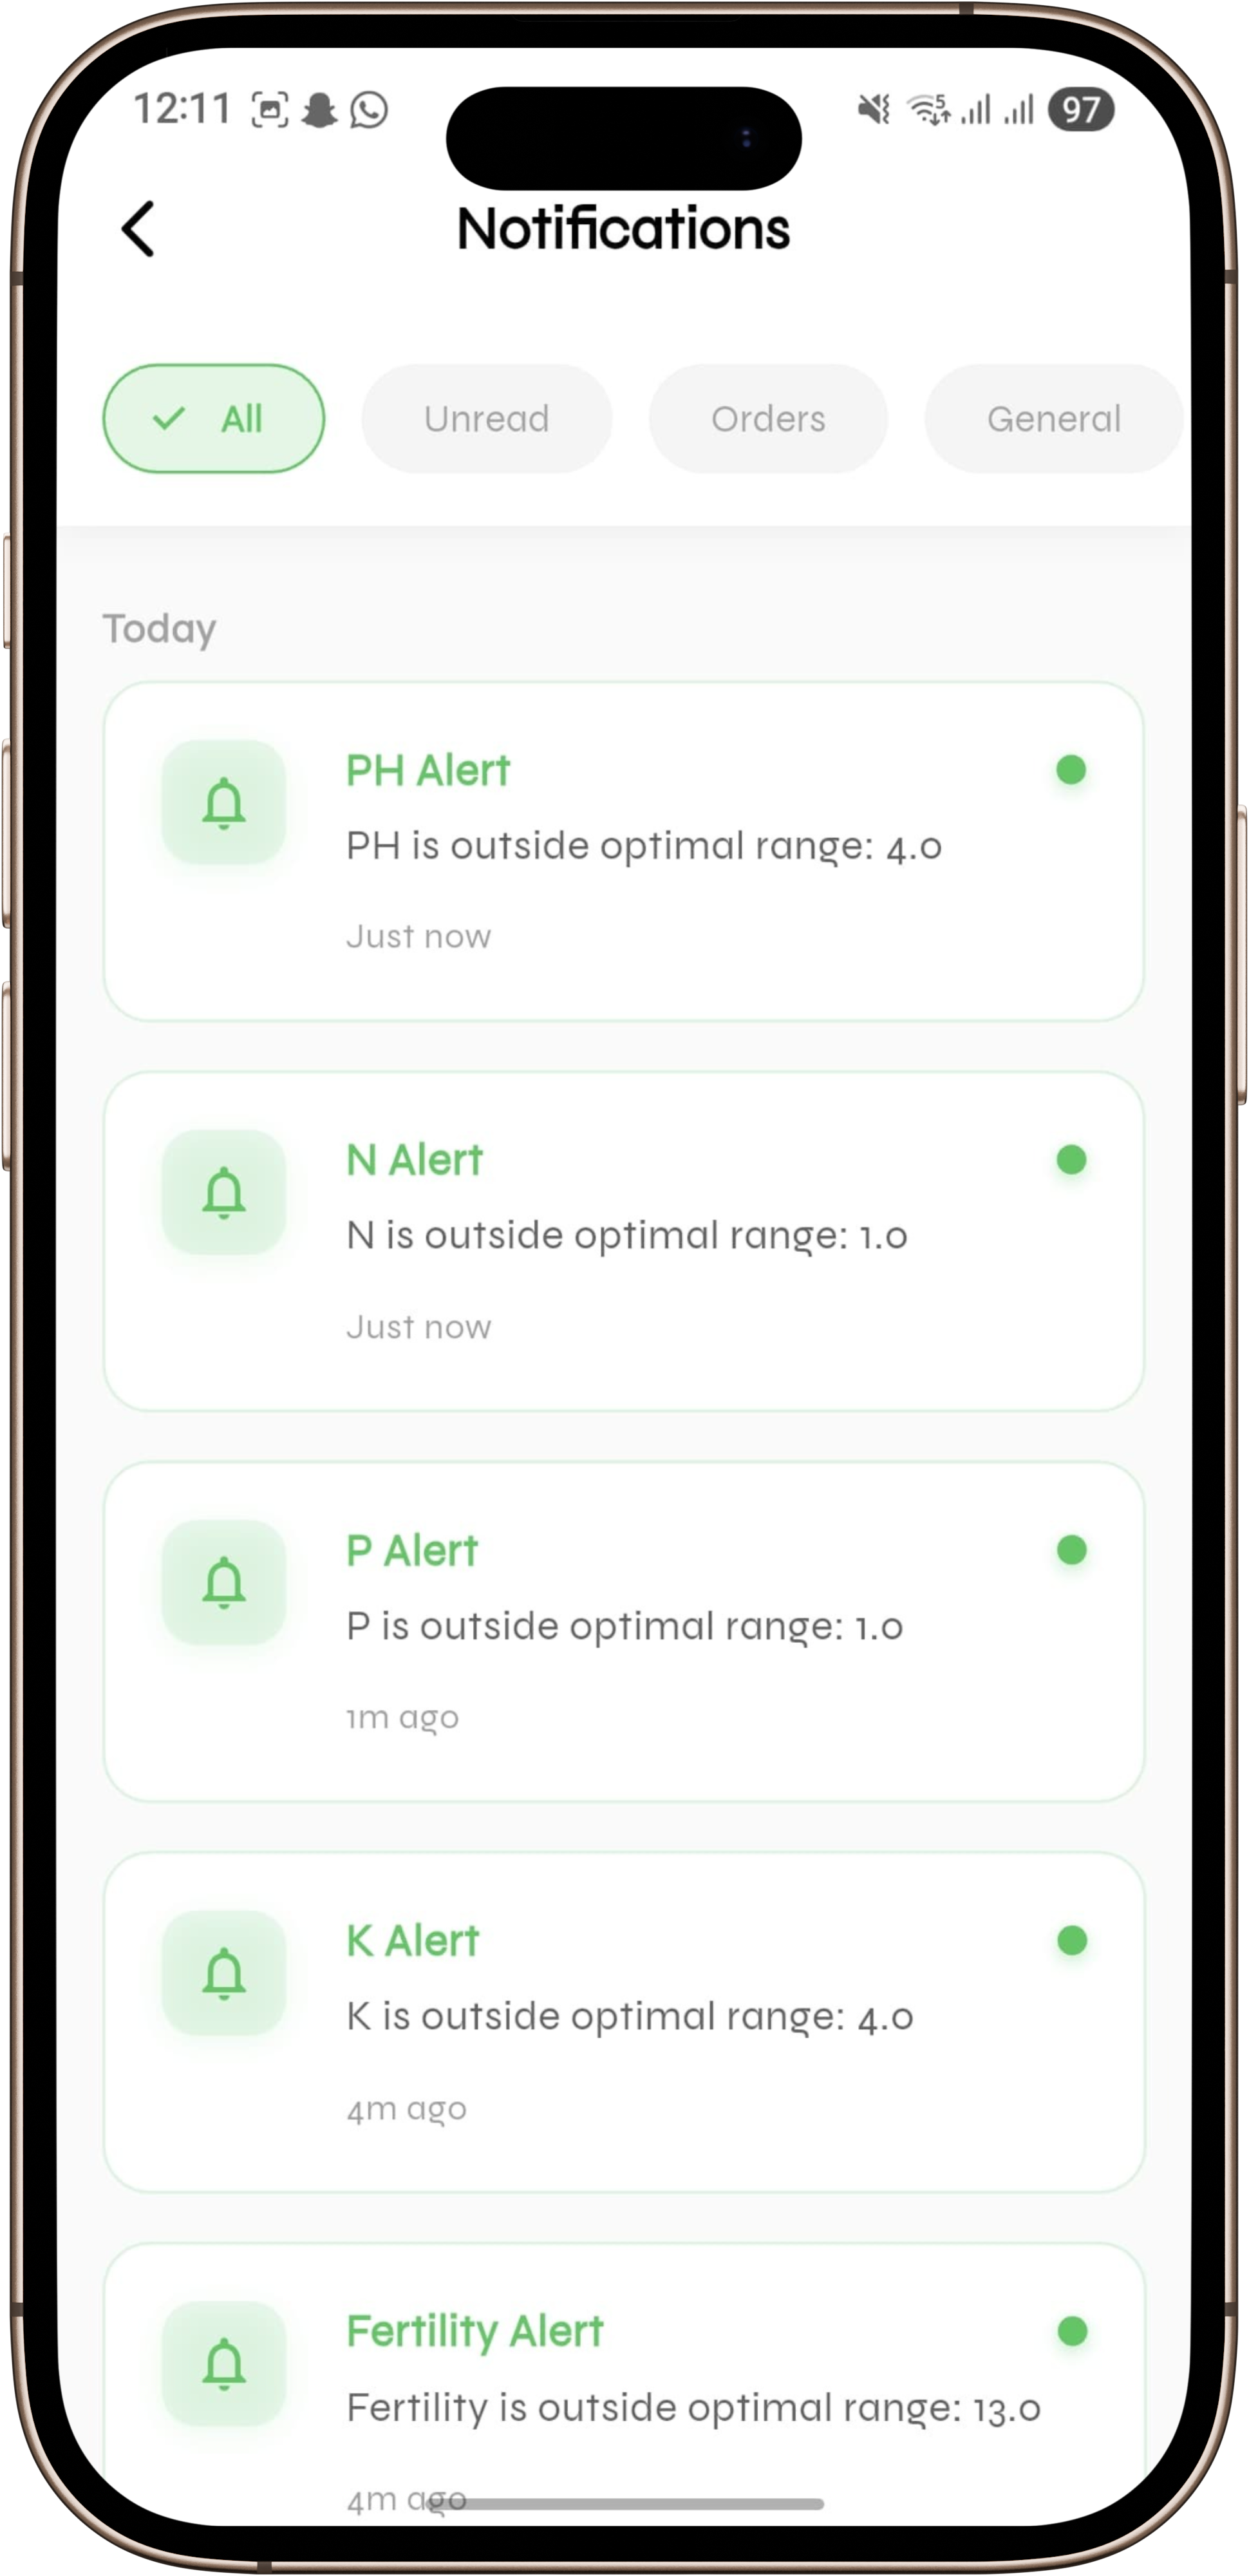 12:11 5 97
Notifications
All Unread Orders General
Today
PH Alert
PH is outside optimal range: 4.0
Just now
N Alert
N is outside optimal range: 1.0
Just now
P Alert
P is outside optimal range: 1.0
1m ago
K Alert
K is outside optimal range: 4.0
4m ago
Fertility Alert
Fertility is outside optimal range: 13.0
4m ago